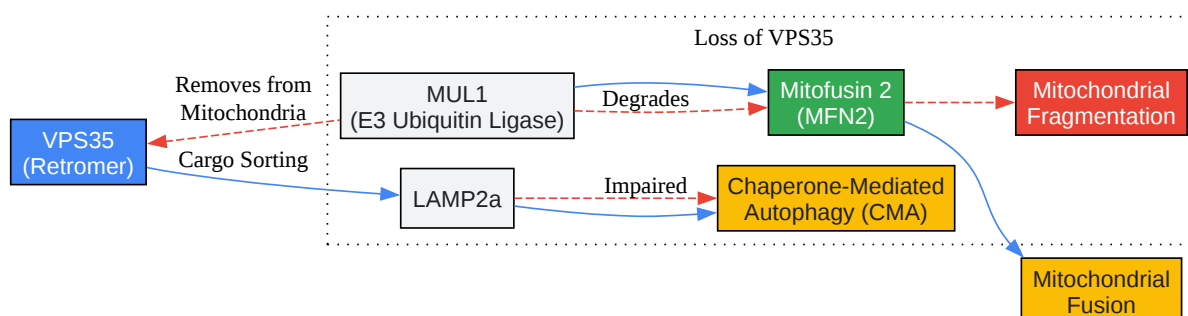 Loss of VPS35
Removes from
Mitochondria
MUL1
(E3 Ubiquitin Ligase)
Degrades
Mitofusin 2
(MFN2)
Mitochondrial
Fragmentation
VPS35
(Retromer)
Cargo Sorting
LAMP2a
Impaired
Chaperone-Mediated
Autophagy (CMA)
Mitochondrial
Fusion